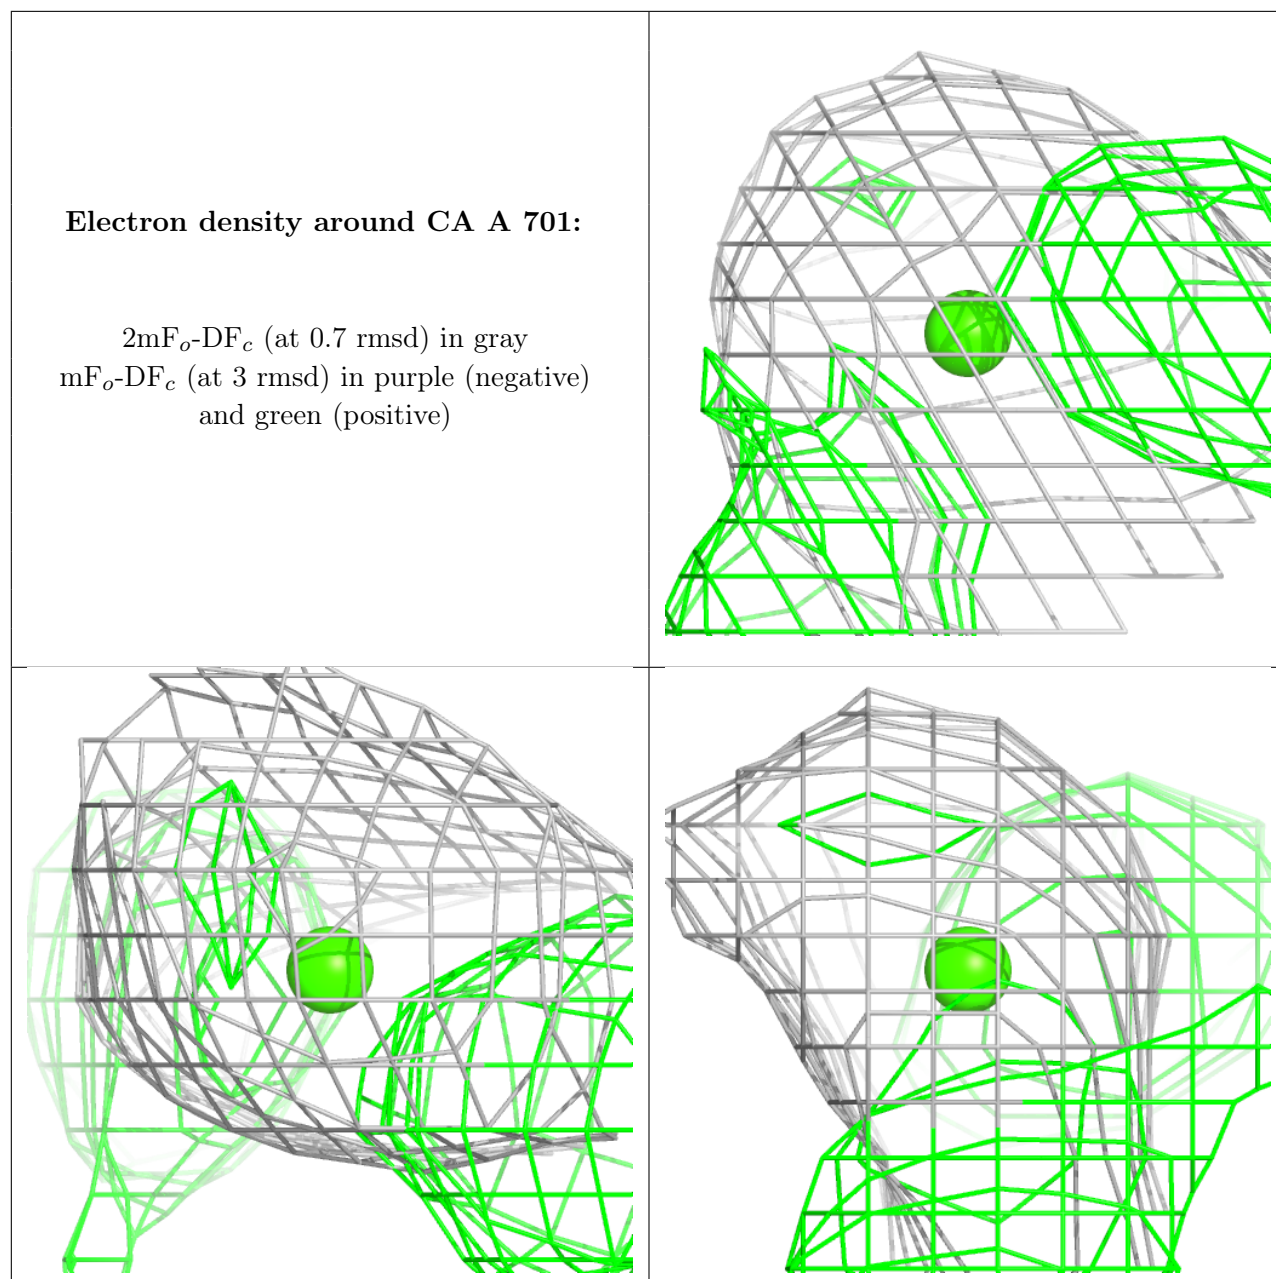 Electron density around CA A 701:
2mFo-DFc (at 0.7 rmsd) in gray
mFo-DFc (at 3 rmsd) in purple (negative)
and green (positive)